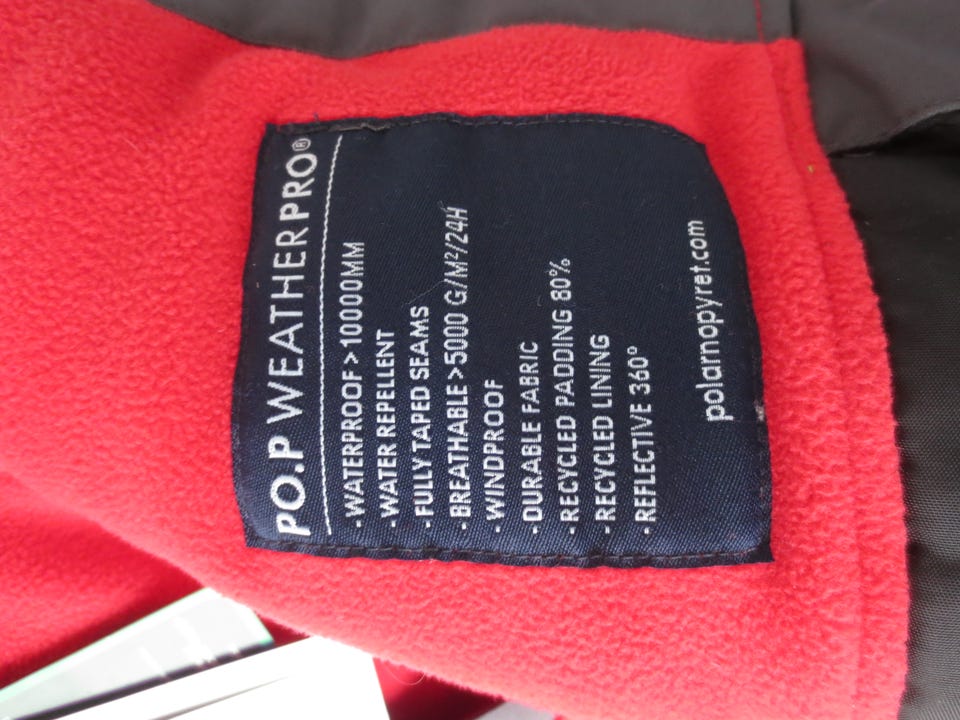 PO.P WEATHERPRO®
- WATERPROOF > 10000MM
- WATER REPELLENT
- FULLY TAPED SEAMS
- BREATHABLE >5000 G/M²/24H
- WINDPROOF
- DURABLE FABRIC
- RECYCLED PADDING 80%
- RECYCLED LINING
- REFLECTIVE 360°
polarnopyret.com